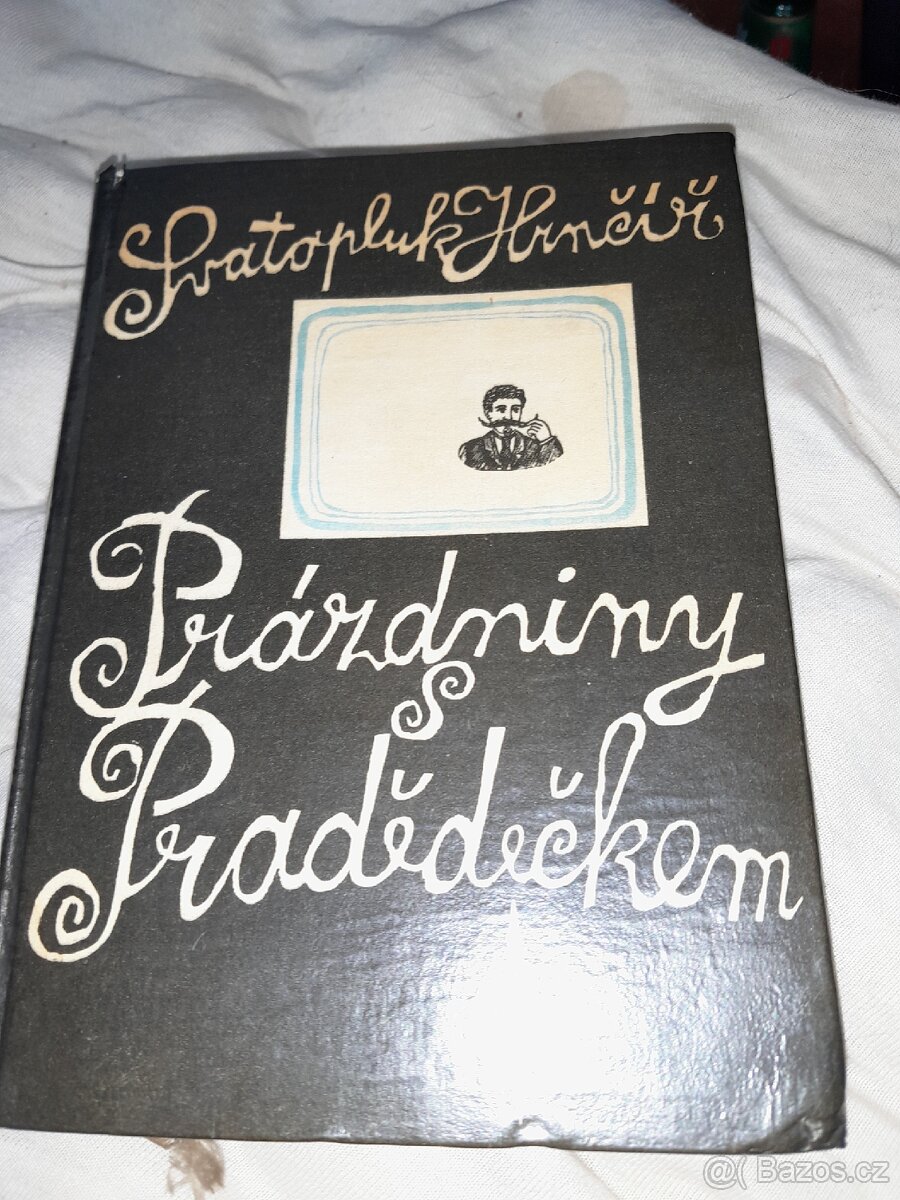 Svatopluk Hrnčíř
Prázdniny
s
Pradědečkem
@( Bazos.cz